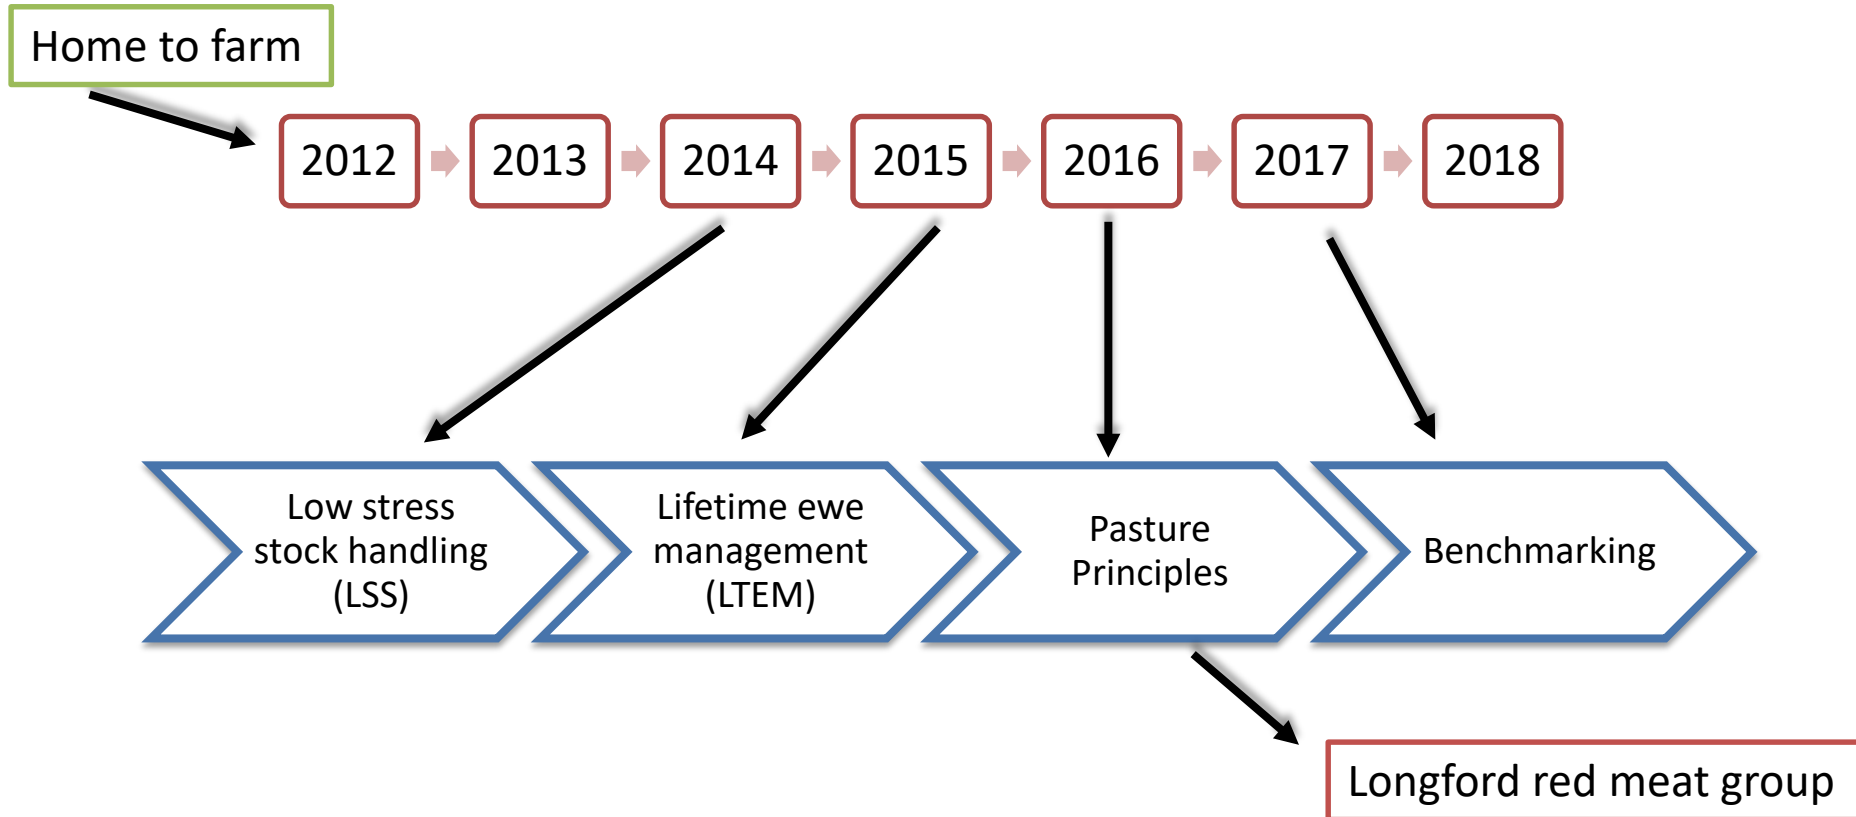 Home to farm
2012
2013
2014
2015
2016
2017
2018
Low stress
stock handling
(LSS)
Lifetime ewe
management
(LTEM)
Pasture
Principles
Benchmarking
Longford red meat group